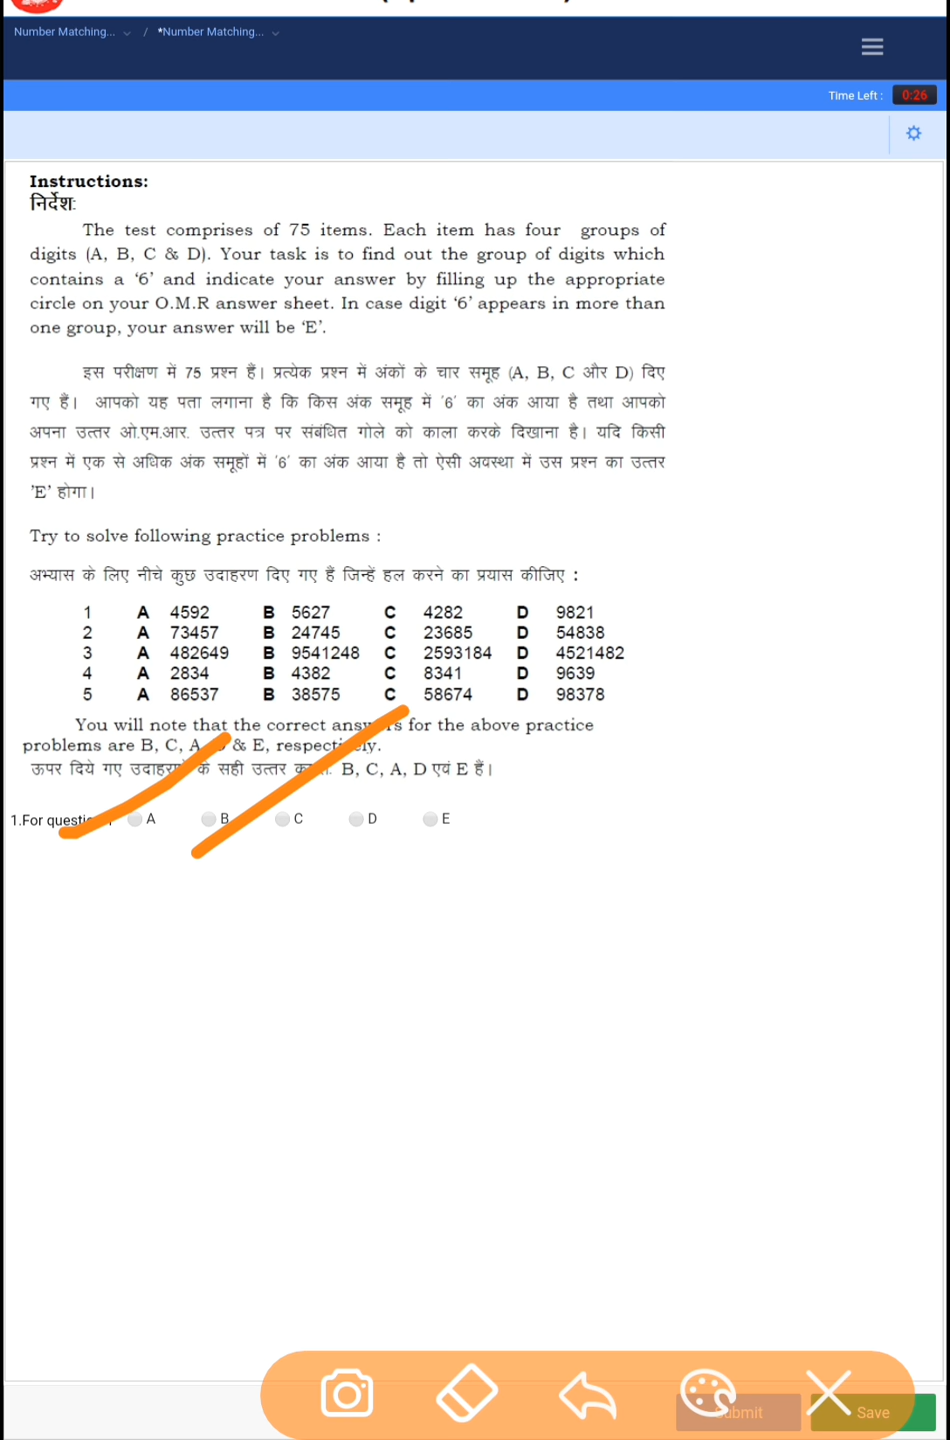 Number Matching... / *Number Matching...
Time Left : 0:26
Instructions:
निर्देश:
The test comprises of 75 items. Each item has four groups of
digits (A, B, C & D). Your task is to find out the group of digits which
contains a ‘6’ and indicate your answer by filling up the appropriate
circle on your O.M.R answer sheet. In case digit ‘6’ appears in more than
one group, your answer will be ‘E’.
इस परीक्षण में 75 प्रश्न हैं। प्रत्येक प्रश्न में अंकों के चार समूह (A, B, C और D) दिए
गए हैं। आपको यह पता लगाना है कि किस अंक समूह में ‘6’ का अंक आया है तथा आपको
अपना उत्तर ओ.एम.आर. उत्तर पत्र पर संबंधित गोले को काला करके दिखाना है। यदि किसी
प्रश्न में एक से अधिक अंक समूहों में ‘6’ का अंक आया है तो ऐसी अवस्था में उस प्रश्न का उत्तर
’E’ होगा।
Try to solve following practice problems :
अभ्यास के लिए नीचे कुछ उदाहरण दिए गए हैं जिन्हें हल करने का प्रयास कीजिए :
1 A 4592 B 5627 C 4282 D 9821
2 A 73457 B 24745 C 23685 D 54838
3 A 482649 B 9541248 C 2593184 D 4521482
4 A 2834 B 4382 C 8341 D 9639
5 A 86537 B 38575 C 58674 D 98378
You will note that the correct answers for the above practice
problems are B, C, A & E, respectively.
ऊपर दिये गए उदाहरणों के सही उत्तर B, C, A, D एवं E हैं।
1.For question A B C D E
Submit Save